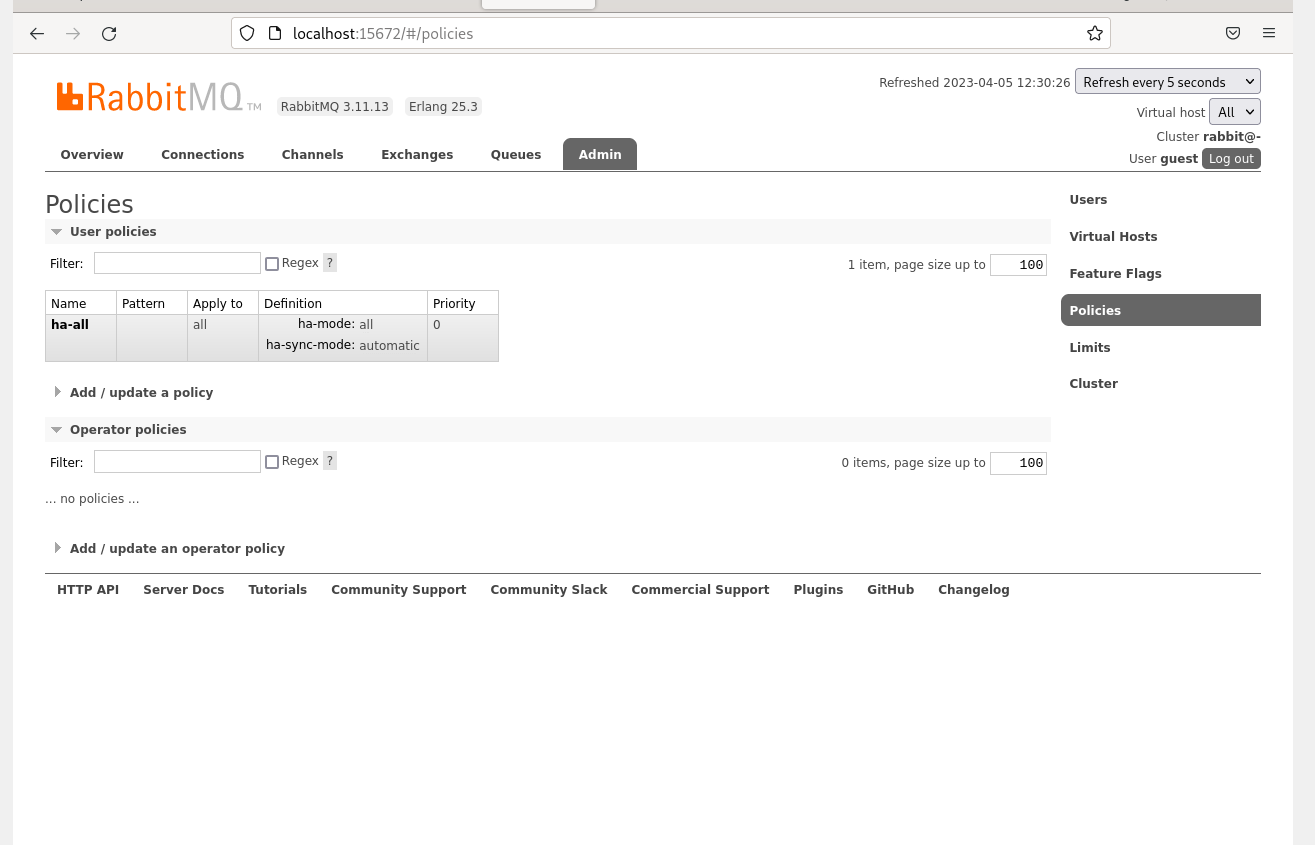 localhost:15672/#/policies
Refreshed 2023-04-05 12:30:26 Refresh every 5 seconds
RabbitMQ TM RabbitMQ 3.11.13 Erlang 25.3
Virtual host All
Cluster rabbit@-
User guest Log out
Overview Connections Channels Exchanges Queues Admin
Policies
Users
User policies
Virtual Hosts
Filter: Regex ? 1 item, page size up to 100
Feature Flags
Name Pattern Apply to Definition Priority
Policies
ha-all all ha-mode: all 0
ha-sync-mode: automatic
Limits
Cluster
Add / update a policy
Operator policies
Filter: Regex ? 0 items, page size up to 100
... no policies ...
Add / update an operator policy
HTTP API Server Docs Tutorials Community Support Community Slack Commercial Support Plugins GitHub Changelog